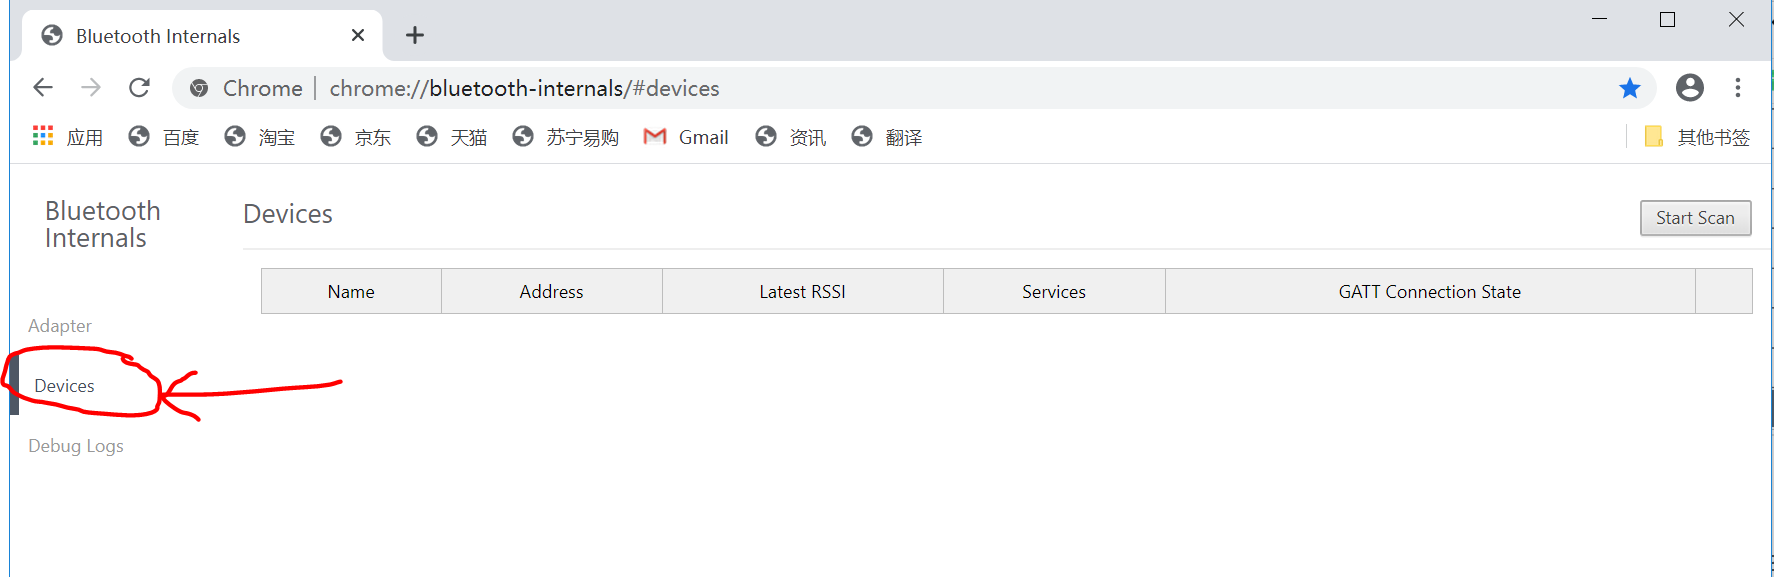 Bluetooth Internals
Chrome | chrome://bluetooth-internals/#devices
应用 百度 淘宝 京东 天猫 苏宁易购 Gmail 资讯 翻译 其他书签
Bluetooth
Internals
Devices
Start Scan
Name Address Latest RSSI Services GATT Connection State
Adapter
Devices
Debug Logs